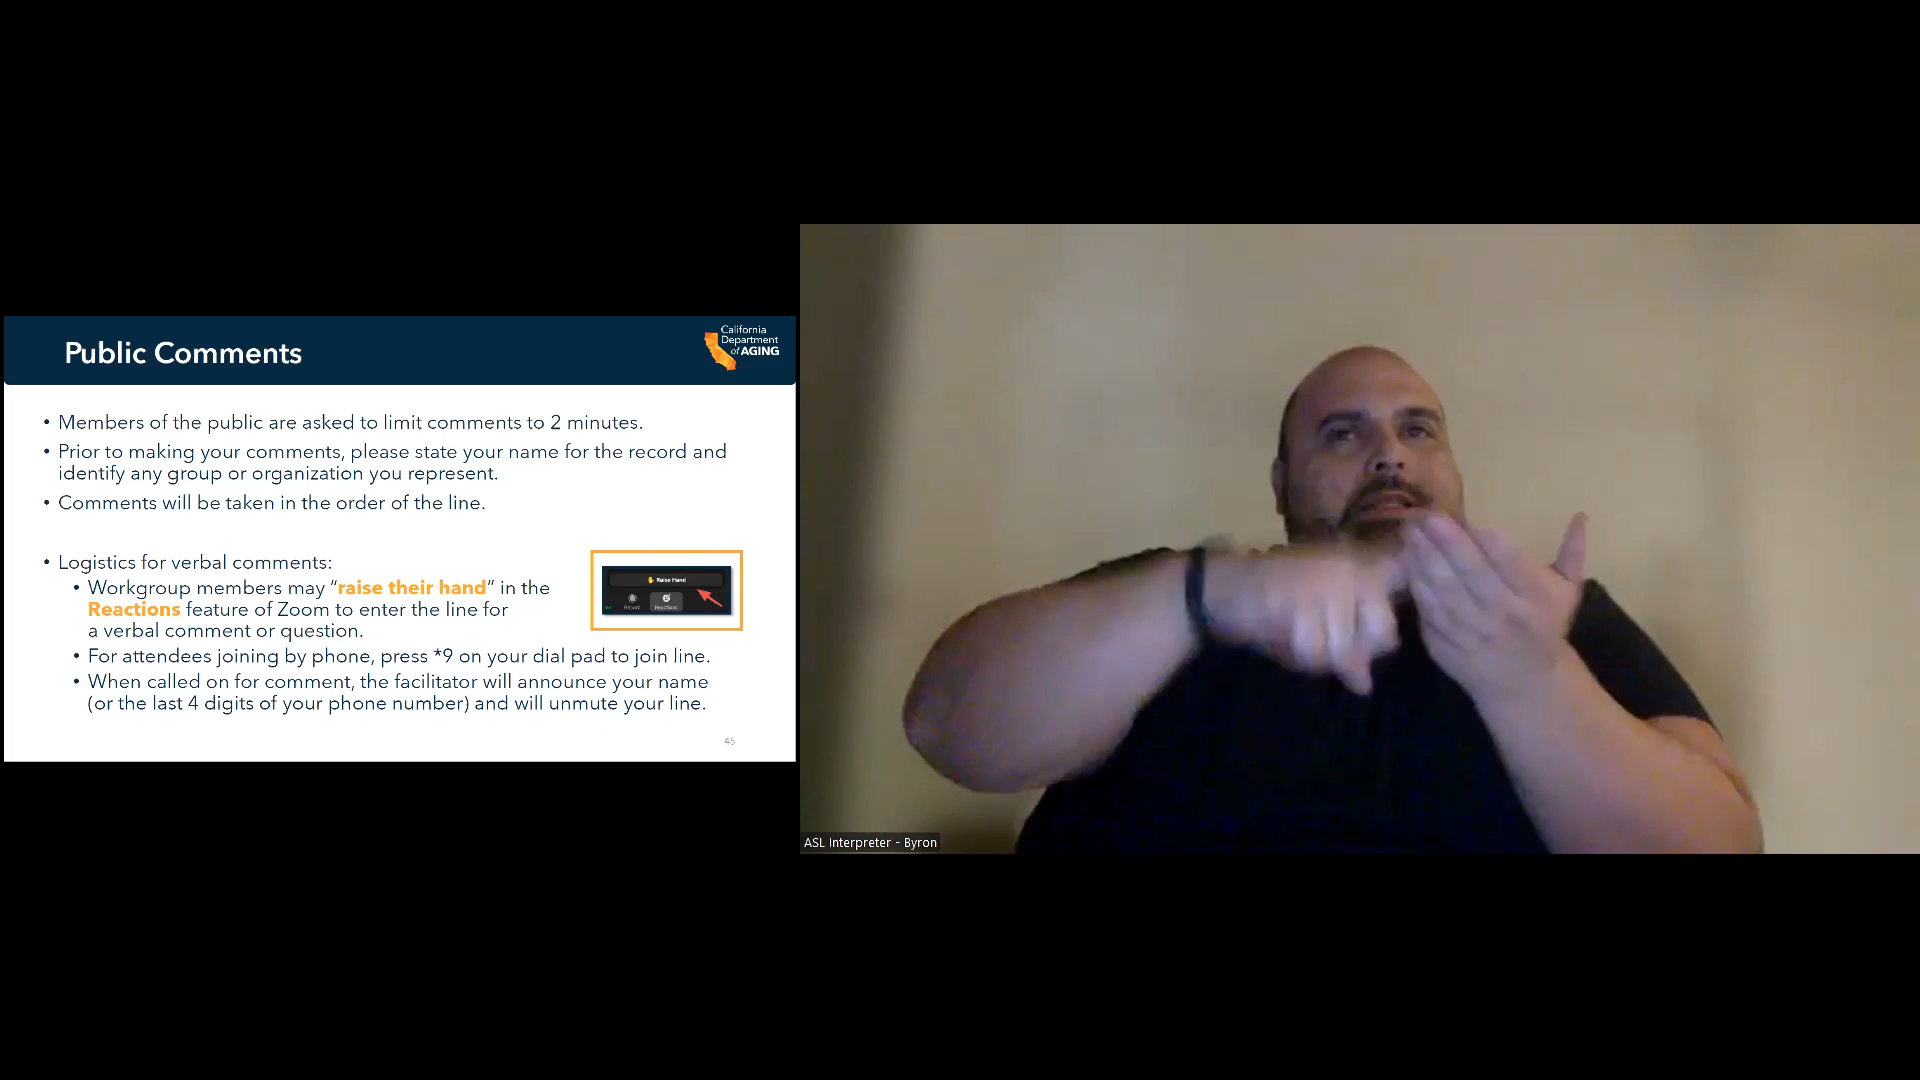 Public Comments
California
Department
of AGING
• Members of the public are asked to limit comments to 2 minutes.
• Prior to making your comments, please state your name for the record and
identify any group or organization you represent.
• Comments will be taken in the order of the line.
• Logistics for verbal comments:
• Workgroup members may “raise their hand” in the
Reactions feature of Zoom to enter the line for
a verbal comment or question.
Raise Hand
Record
Reactions
• For attendees joining by phone, press *9 on your dial pad to join line.
• When called on for comment, the facilitator will announce your name
(or the last 4 digits of your phone number) and will unmute your line.
45
ASL Interpreter - Byron